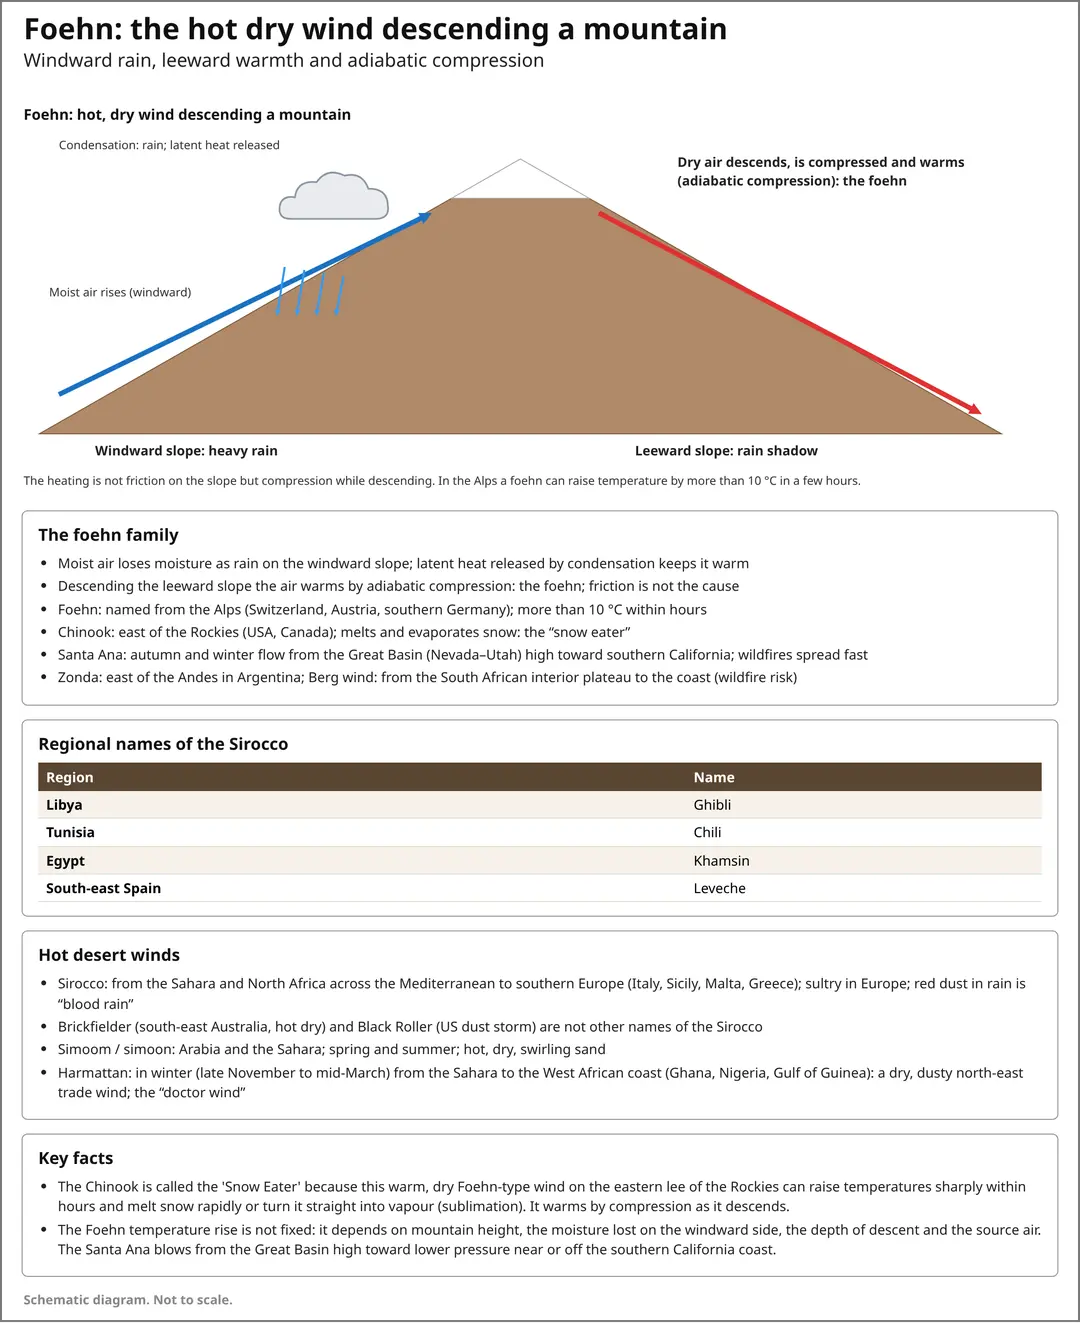 Foehn: the hot dry wind descending a mountain
Windward rain, leeward warmth and adiabatic compression
Foehn: hot, dry wind descending a mountain
Condensation: rain; latent heat released
Dry air descends, is compressed and warms
(adiabatic compression): the foehn
Moist air rises (windward)
Windward slope: heavy rain
Leeward slope: rain shadow
The heating is not friction on the slope but compression while descending. In the Alps a foehn can raise temperature by more than 10 °C in a few hours.
The foehn family
• Moist air loses moisture as rain on the windward slope; latent heat released by condensation keeps it warm
• Descending the leeward slope the air warms by adiabatic compression: the foehn; friction is not the cause
• Foehn: named from the Alps (Switzerland, Austria, southern Germany); more than 10 °C within hours
• Chinook: east of the Rockies (USA, Canada); melts and evaporates snow: the “snow eater”
• Santa Ana: autumn and winter flow from the Great Basin (Nevada–Utah) high toward southern California; wildfires spread fast
• Zonda: east of the Andes in Argentina; Berg wind: from the South African interior plateau to the coast (wildfire risk)
Regional names of the Sirocco
Region Name
Libya Ghibli
Tunisia Chili
Egypt Khamsin
South-east Spain Leveche
Hot desert winds
• Sirocco: from the Sahara and North Africa across the Mediterranean to southern Europe (Italy, Sicily, Malta, Greece); sultry in Europe; red dust in rain is
“blood rain”
• Brickfielder (south-east Australia, hot dry) and Black Roller (US dust storm) are not other names of the Sirocco
• Simoom / simoon: Arabia and the Sahara; spring and summer; hot, dry, swirling sand
• Harmattan: in winter (late November to mid-March) from the Sahara to the West African coast (Ghana, Nigeria, Gulf of Guinea): a dry, dusty north-east
trade wind; the “doctor wind”
Key facts
• The Chinook is called the 'Snow Eater' because this warm, dry Foehn-type wind on the eastern lee of the Rockies can raise temperatures sharply within
hours and melt snow rapidly or turn it straight into vapour (sublimation). It warms by compression as it descends.
• The Foehn temperature rise is not fixed: it depends on mountain height, the moisture lost on the windward side, the depth of descent and the source air.
The Santa Ana blows from the Great Basin high toward lower pressure near or off the southern California coast.
Schematic diagram. Not to scale.